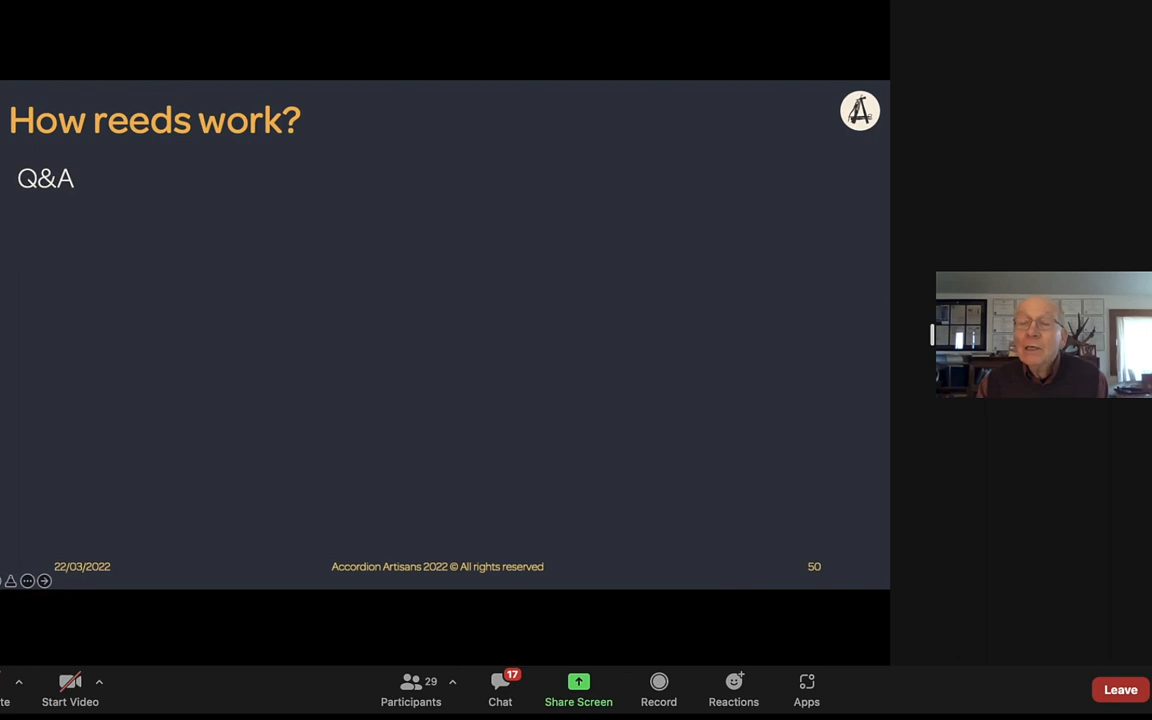 How reeds work?
Q&A
22/03/2022
Accordion Artisans 2022 © All rights reserved
50
te
Start Video
Participants
29
Chat
17
Share Screen
Record
Reactions
Apps
Leave